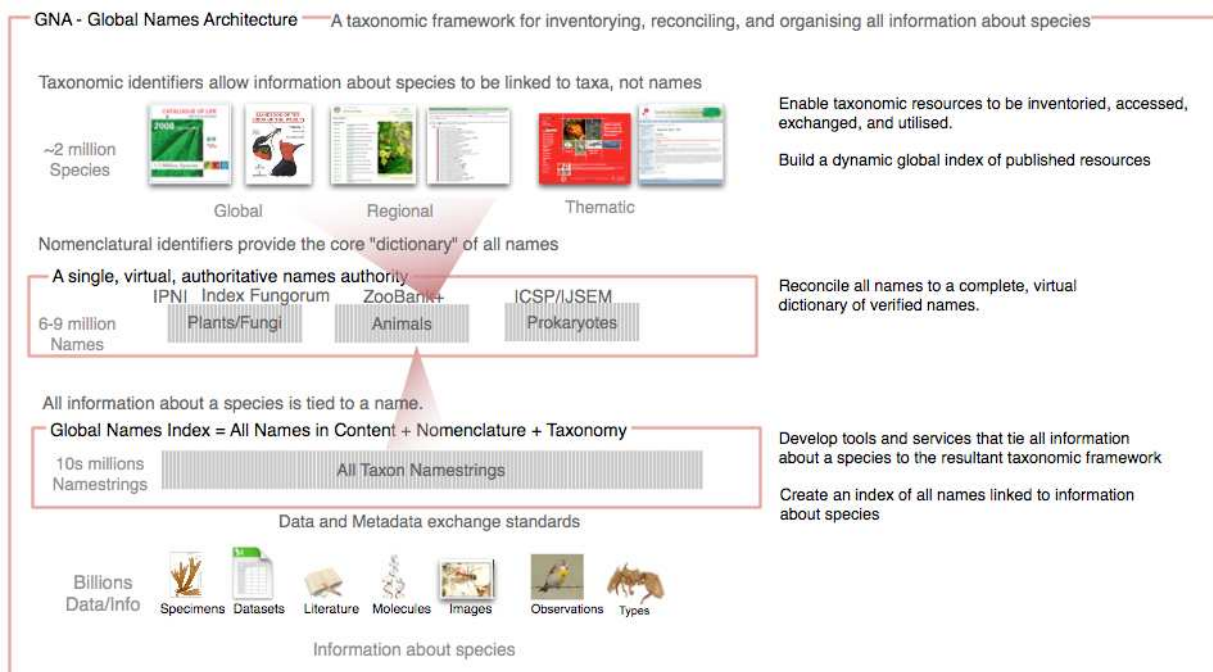 GNA - Global Names Architecture
A taxonomic framework for inventorying, reconciling, and organising all information about species
Taxonomic identifiers allow information about species to be linked to taxa, not names
~2 million
Species
CATALOGUE OF LIFE
2008
Global
Regional
Thematic
Enable taxonomic resources to be inventoried, accessed,
exchanged, and utilised.
Build a dynamic global index of published resources
Nomenclatural identifiers provide the core "dictionary" of all names
A single, virtual, authoritative names authority
IPNI
Index Fungorum
ZooBank+
ICSP/IJSEM
6-9 million
Names
Plants/Fungi
Animals
Prokaryotes
Reconcile all names to a complete, virtual
dictionary of verified names.
All information about a species is tied to a name.
Global Names Index = All Names in Content + Nomenclature + Taxonomy
10s millions
Namestrings
All Taxon Namestrings
Develop tools and services that tie all information
about a species to the resultant taxonomic framework
Create an index of all names linked to information
about species
Data and Metadata exchange standards
Billions
Data/Info
Specimens
Datasets
Literature
Molecules
Images
Observations
Types
Information about species